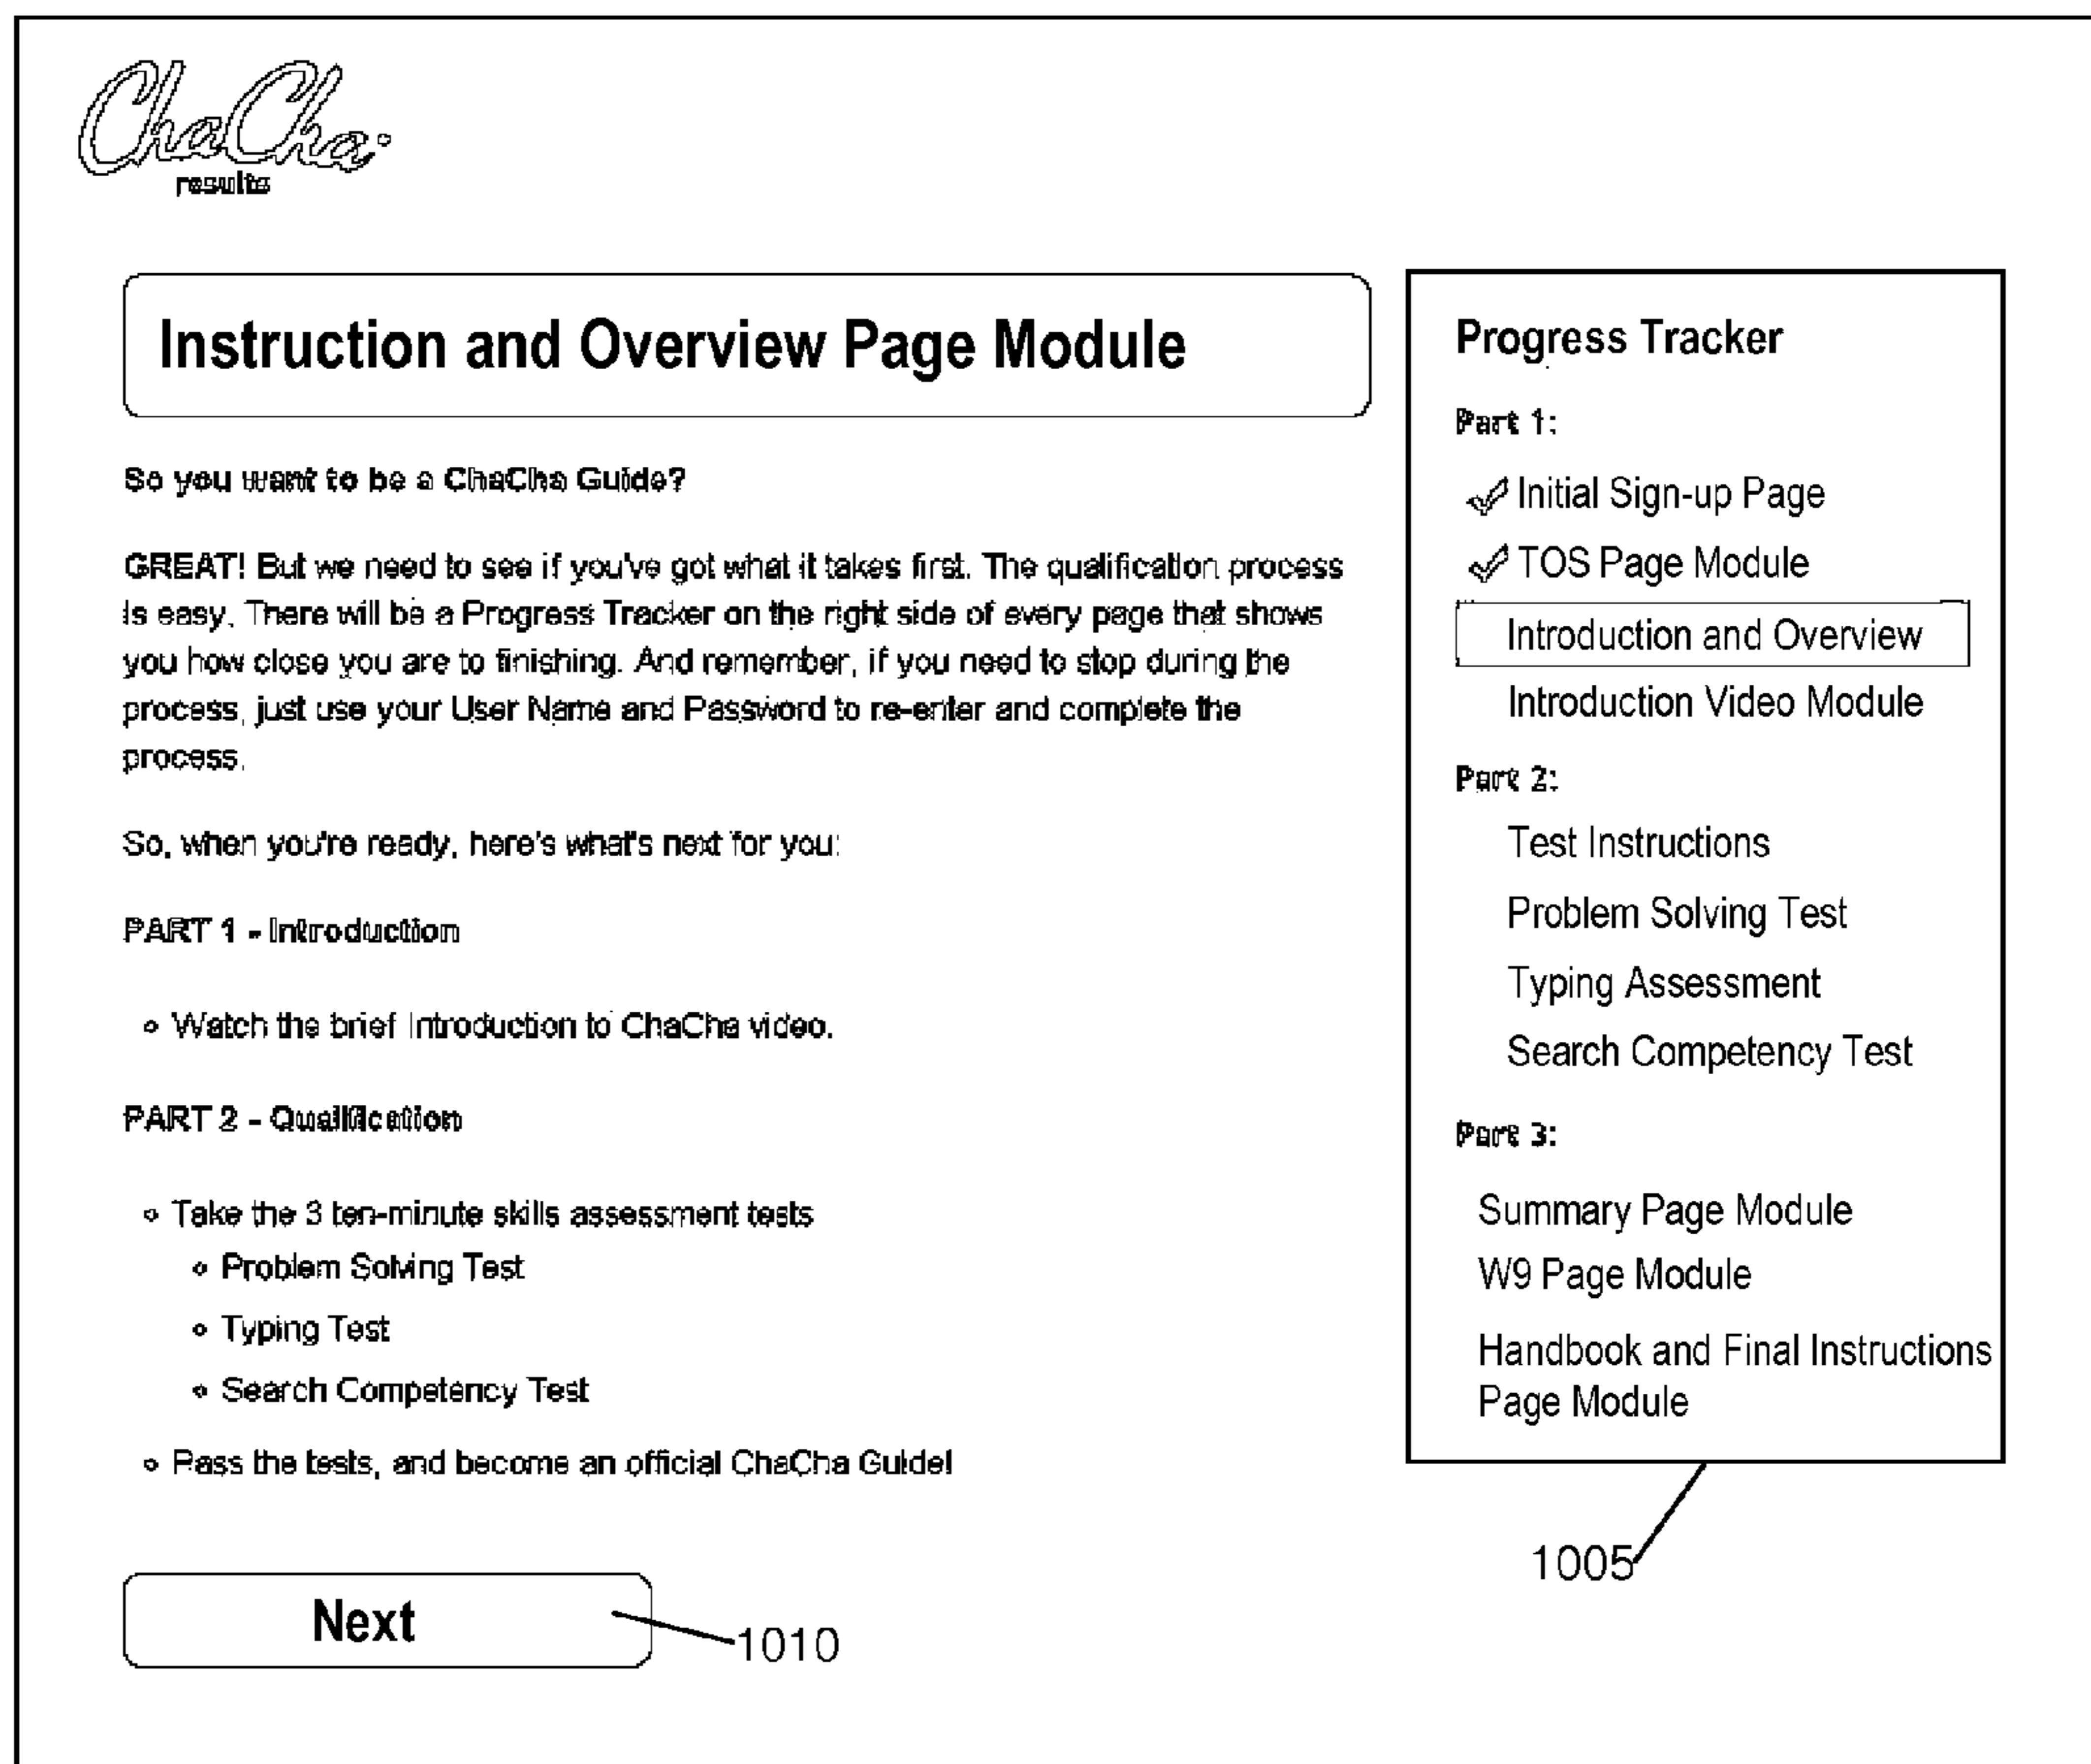 ChaCha
results
Instruction and Overview Page Module
So you want to be a ChaCha Guide?
GREAT! But we need to see if you've got what it takes first. The qualification process
is easy. There will be a Progress Tracker on the right side of every page that shows
you how close you are to finishing. And remember, if you need to stop during the
process, just use your User Name and Password to re-enter and complete the
process.
So, when you're ready, here's what's next for you:
PART 1 - Introduction
Watch the brief Introduction to ChaCha video.
PART 2 - Qualification
Take the 3 ten-minute skills assessment tests
Problem Solving Test
Typing Test
Search Competency Test
Pass the tests, and become an official ChaCha Guide!
Next
1010
Progress Tracker
Part 1:
Initial Sign-up Page
TOS Page Module
Introduction and Overview
Introduction Video Module
Part 2:
Test Instructions
Problem Solving Test
Typing Assessment
Search Competency Test
Part 3:
Summary Page Module
W9 Page Module
Handbook and Final Instructions
Page Module
1005